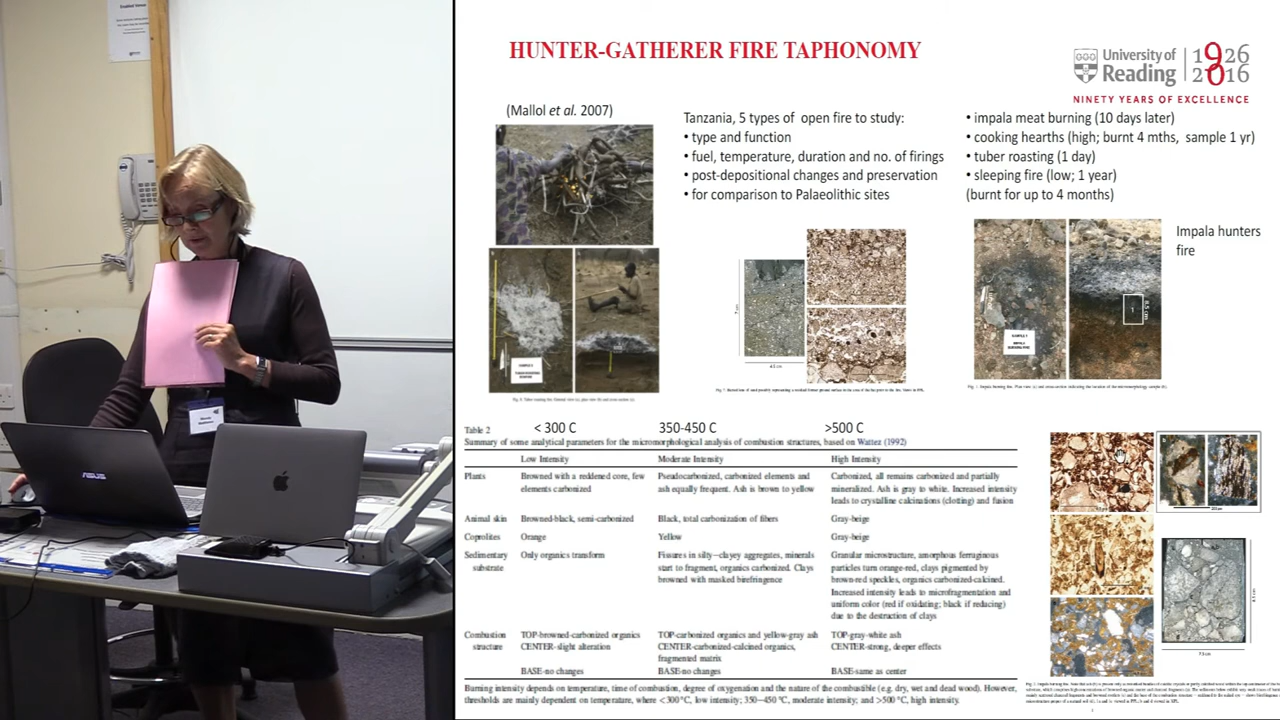 HUNTER-GATHERER FIRE TAPHONOMY
University of
Reading
1926
2016
NINETY YEARS OF EXCELLENCE
(Mallol et al. 2007)
Tanzania, 5 types of open fire to study:
• type and function
• fuel, temperature, duration and no. of firings
• post-depositional changes and preservation
• for comparison to Palaeolithic sites
• impala meat burning (10 days later)
• cooking hearths (high; burnt 4 mths, sample 1 yr)
• tuber roasting (1 day)
• sleeping fire (low; 1 year)
(burnt for up to 4 months)
Impala hunters
fire
Table 2
< 300 C
350-450 C
>500 C
Summary of some analytical parameters for the micromorphological analysis of combustion structures, based on Wattez (1992)
Low Intensity
Moderate Intensity
High Intensity
Plants
Browned with a reddened core, few
elements carbonized
Pseudocarbonized, carbonized elements and
ash equally frequent. Ash is brown to yellow
Carbonized, all remains carbonized and partially
mineralized. Ash is gray to white. Increased intensity
leads to crystalline calcinations (clotting) and fusion
Animal skin
Browned-black, semi-carbonized
Black, total carbonization of fibers
Gray-beige
Coprolites
Orange
Yellow
Gray-beige
Sedimentary
substrate
Only organics transform
Fissures in silty–clayey aggregates, minerals
start to fragment, organics carbonized. Clays
browned with masked birefringence
Granular microstructure, amorphous ferruginous
particles turn orange-red, clays pigmented by
brown-red speckles, organics carbonized-calcined.
Increased intensity leads to microfragmentation and
uniform color (red if oxidating; black if reducing)
due to the destruction of clays
Combustion
structure
TOP-browned-carbonized organics
CENTER-slight alteration
BASE-no changes
TOP-carbonized organics and yellow-gray ash
CENTER-carbonized-calcined organics,
fragmented matrix
BASE-no changes
TOP-gray-white ash
CENTER-strong, deeper effects
BASE-same as center
Burning intensity depends on temperature, time of combustion, degree of oxygenation and the nature of the combustible (e.g. dry, wet and dead wood). However,
thresholds are mainly dependent on temperature, where <300 °C, low intensity; 350–450 °C, moderate intensity; and >500 °C, high intensity.
ASUS